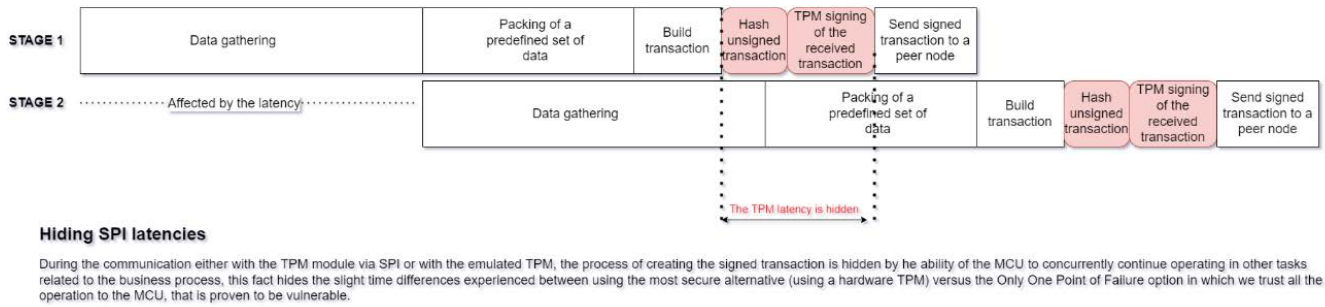 STAGE 1
Data gathering
Packing of a
predefined set of
data
Build
transaction
Hash
unsigned
transaction
TPM signing
of the
received
transaction
Send signed
transaction to a
peer node
STAGE 2
Affected by the latency
Data gathering
Packing of a
predefined set of
data
Build
transaction
Hash
unsigned
transaction
TPM signing
of the
received
transaction
Send signed
transaction to a
peer node
The TPM latency is hidden
Hiding SPI latencies
During the communication either with the TPM module via SPI or with the emulated TPM, the process of creating the signed transaction is hidden by he ability of the MCU to concurrently continue operating in other tasks
related to the business process, this fact hides the slight time differences experienced between using the most secure alternative (using a hardware TPM) versus the Only One Point of Failure option in which we trust all the
operation to the MCU, that is proven to be vulnerable.